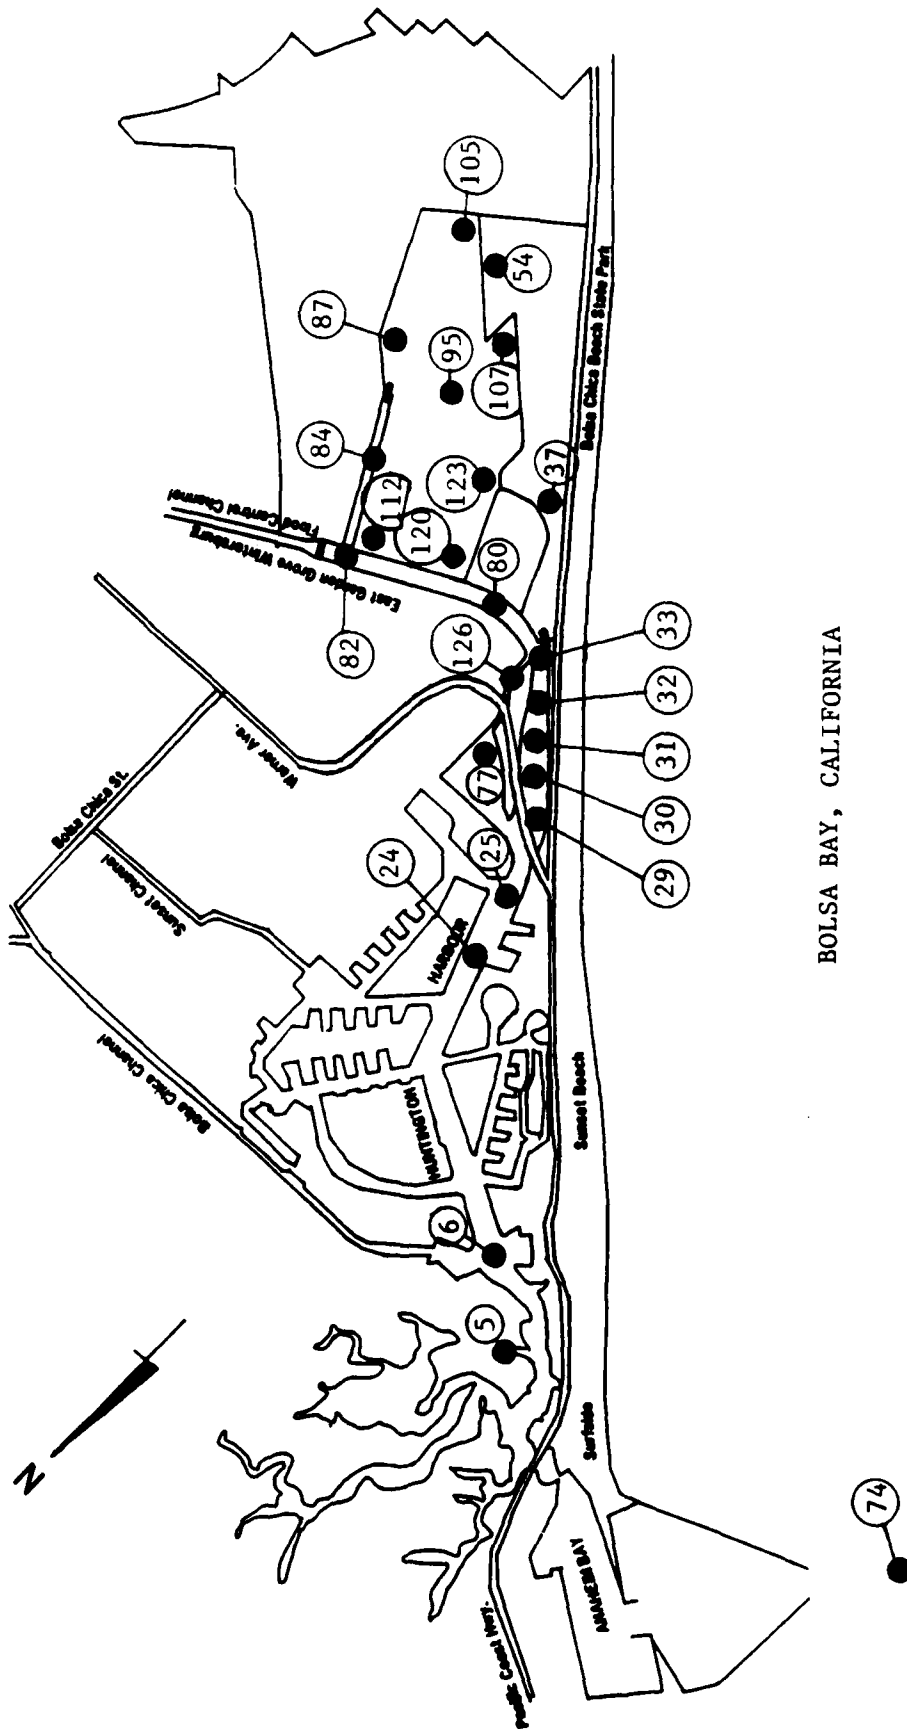 N
Pacific Coast Hwy.
ANAHEIM BAY
Surfside
Sunset Beach
Bolsa Chica Beach State Park
HUNTINGTON
HARBOUR
Bolsa Chica Channel
Sunset Channel
Bolsa Chica St.
Warner Ave.
East Garden Grove Wintersburg
Flood Control Channel
74
5
6
24
25
77
29
30
31
32
33
126
80
82
112
120
84
123
37
87
95
107
54
105
BOLSA BAY, CALIFORNIA